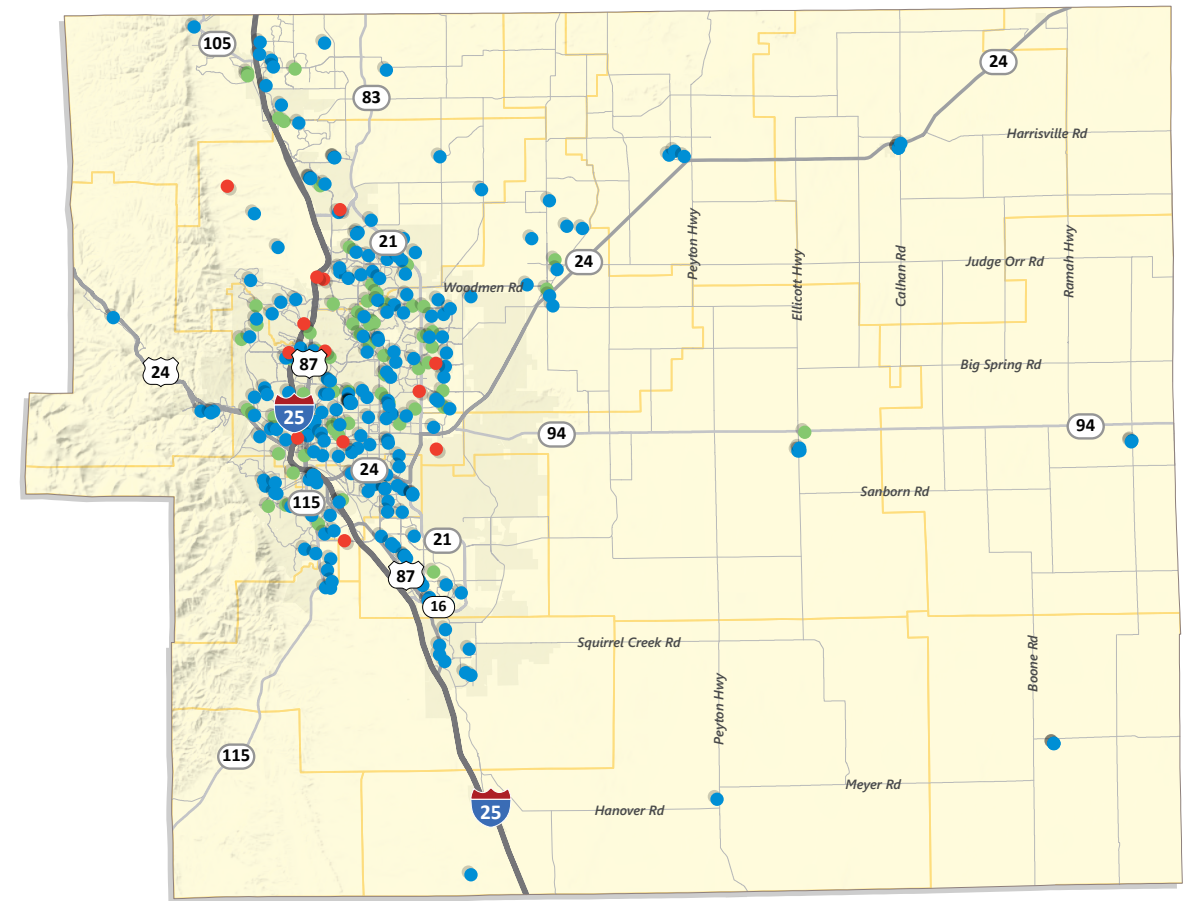 105
24
83
Harrisville Rd
21
24
Peyton Hwy
Ellicott Hwy
Calhan Rd
Judge Orr Rd
Ramah Hwy
Woodmen Rd
87
24
Big Spring Rd
25
94
94
24
115
Sanborn Rd
21
87
16
Squirrel Creek Rd
Boone Rd
Peyton Hwy
115
Meyer Rd
25
Hanover Rd